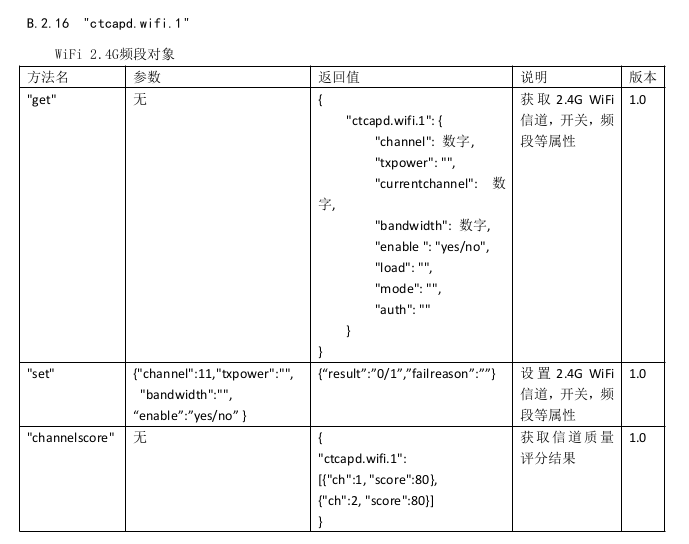 B.2.16 "ctcapd.wifi.1"
WiFi 2.4G频段对象
方法名 参数 返回值 说明 版本
"get" 无 { 获取 2.4G WiFi 1.0
"ctcapd.wifi.1": { 信道，开关，频
"channel": 数字, 段等属性
"txpower": "",
"currentchannel": 数
字,
"bandwidth": 数字,
"enable ": "yes/no",
"load": "",
"mode": "",
"auth": ""
}
}
"set" {"channel":11,"txpower":"", {“result”:”0/1”,”failreason”:””} 设置 2.4G WiFi 1.0
"bandwidth":"", 信道，开关，频
“enable”:”yes/no” } 段等属性
"channelscore" 无 { 获取信道质量 1.0
"ctcapd.wifi.1": 评分结果
[{"ch":1, "score":80},
{"ch":2, "score":80}]
}